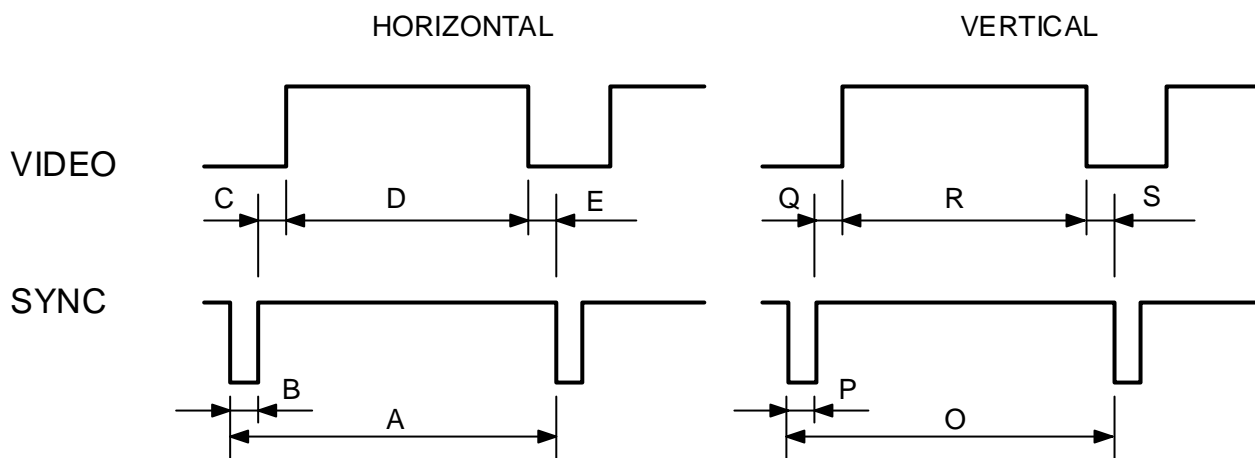 HORIZONTAL VERTICAL
VIDEO
C D E Q R S
SYNC
B P
A O